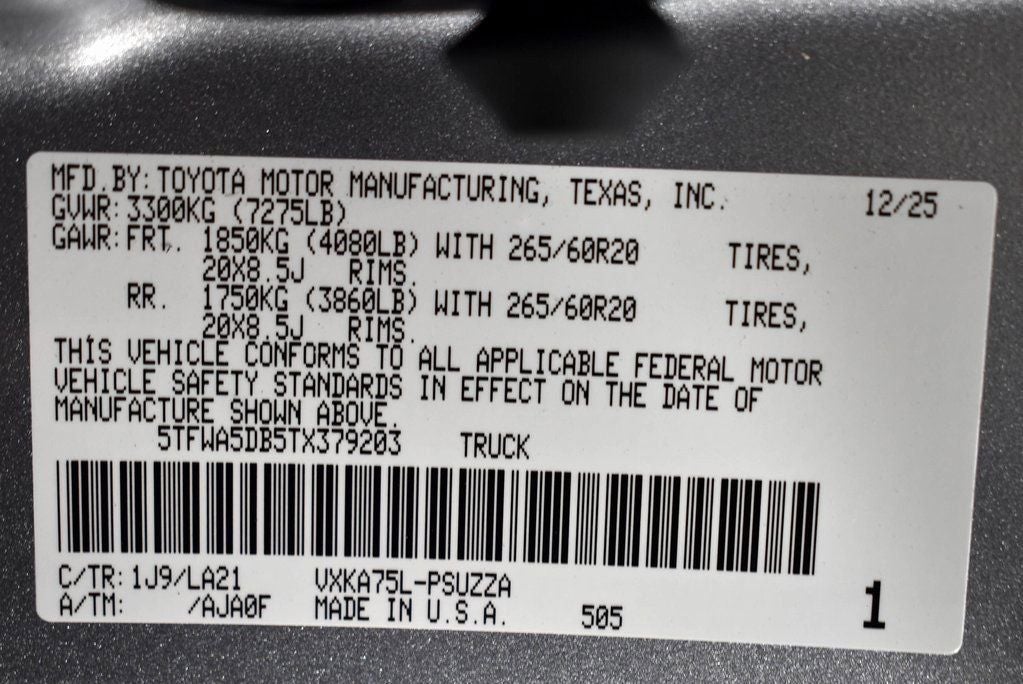 MFD.BY:TOYOTA MOTOR MANUFACTURING, TEXAS, INC. 12/25
GVWR:3300KG (7275LB)
GAWR:FRT. 1850KG (4080LB) WITH 265/60R20 TIRES,
20X8.5J RIMS.
RR. 1750KG (3860LB) WITH 265/60R20 TIRES,
20X8.5J RIMS.
THIS VEHICLE CONFORMS TO ALL APPLICABLE FEDERAL MOTOR
VEHICLE SAFETY STANDARDS IN EFFECT ON THE DATE OF
MANUFACTURE SHOWN ABOVE.
5TFWA5DB5TX379203 TRUCK
C/TR:1J9/LA21 VXKA75L-PSUZZA
A/TM: /AJA0F MADE IN U.S.A. 505 1